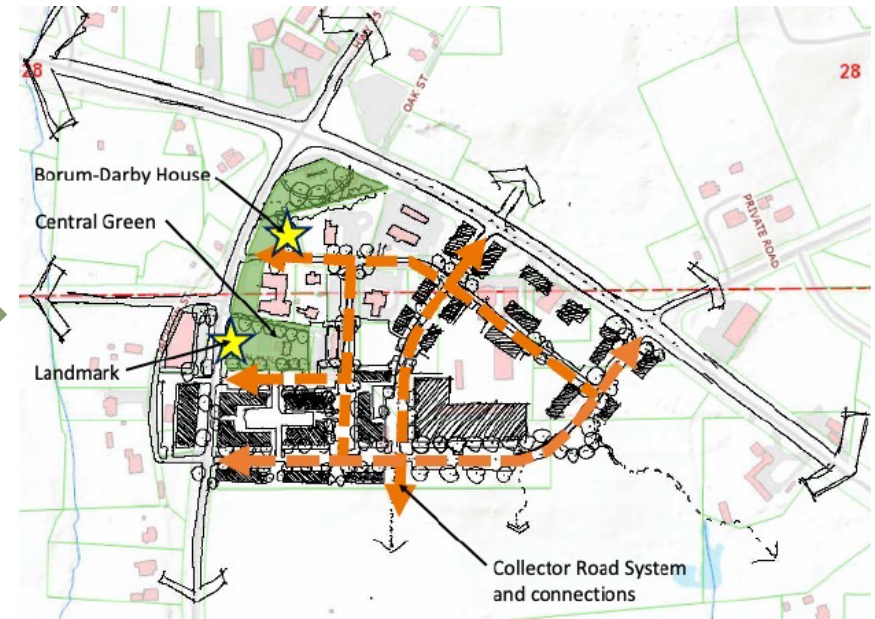 28
28
OAK ST
Borum-Darby House
Central Green
PRIVATE ROAD
Landmark
Collector Road System
and connections